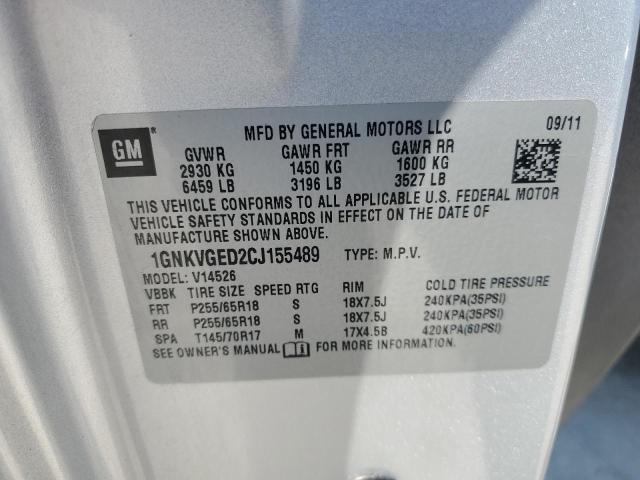 GM
MFD BY GENERAL MOTORS LLC 09/11
GVWR GAWR FRT GAWR RR
2930 KG 1450 KG 1600 KG
6459 LB 3196 LB 3527 LB
THIS VEHICLE CONFORMS TO ALL APPLICABLE U.S. FEDERAL MOTOR
VEHICLE SAFETY STANDARDS IN EFFECT ON THE DATE OF
MANUFACTURE SHOWN ABOVE.
1GNKVGED2CJ155489 TYPE: M.P.V.
MODEL: V14526
VBBK TIRE SIZE SPEED RTG RIM COLD TIRE PRESSURE
FRT P255/65R18 S 18X7.5J 240KPA(35PSI)
RR P255/65R18 S 18X7.5J 240KPA(35PSI)
SPA T145/70R17 M 17X4.5B 420KPA(60PSI)
SEE OWNER'S MANUAL FOR MORE INFORMATION